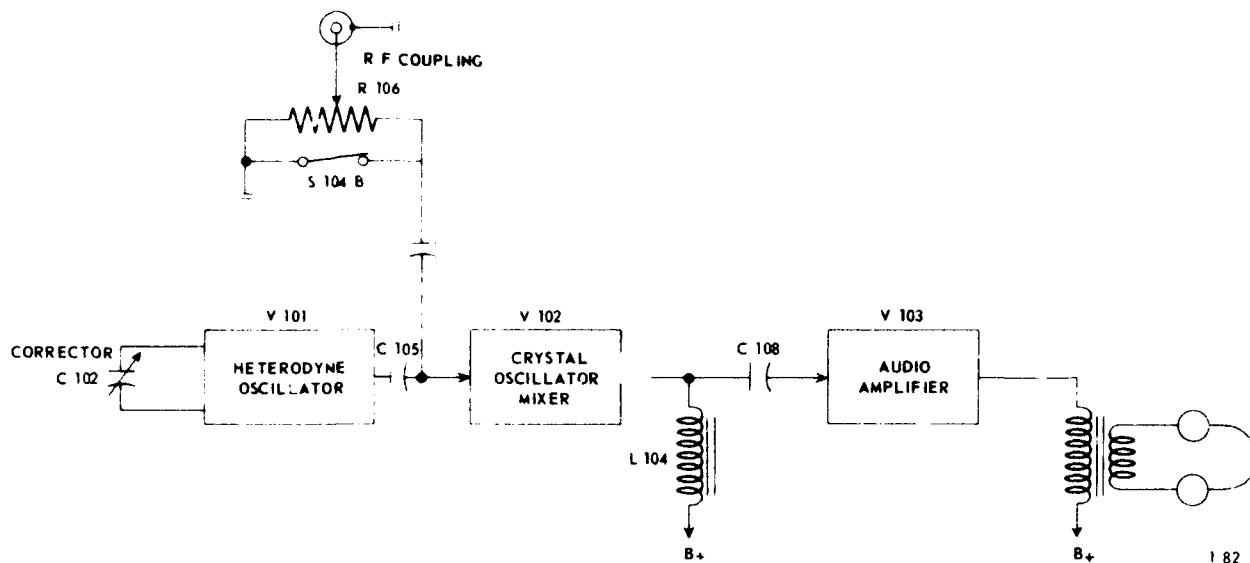 R F COUPLING
R 106
S 104 B
V 101
V 102
V 103
CORRECTOR
C 102
HETERODYNE
OSCILLATOR
C 105
CRYSTAL
OSCILLATOR
MIXER
C 108
AUDIO
AMPLIFIER
L 104
B+
B+
1 82